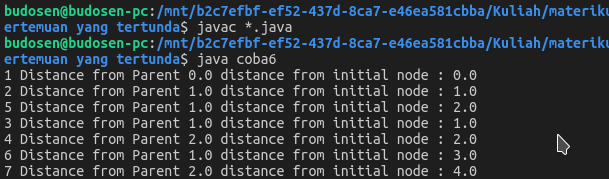 budosen@budosen-pc:/mnt/b2c7efbf-ef52-437d-8ca7-e46ea581cbba/Kuliah/materiku
ertemuan yang tertunda$ javac *.java
budosen@budosen-pc:/mnt/b2c7efbf-ef52-437d-8ca7-e46ea581cbba/Kuliah/materiku
ertemuan yang tertunda$ java coba6
1 Distance from Parent 0.0 distance from initial node : 0.0
2 Distance from Parent 1.0 distance from initial node : 1.0
5 Distance from Parent 1.0 distance from initial node : 2.0
3 Distance from Parent 1.0 distance from initial node : 1.0
4 Distance from Parent 2.0 distance from initial node : 2.0
6 Distance from Parent 1.0 distance from initial node : 3.0
7 Distance from Parent 2.0 distance from initial node : 4.0